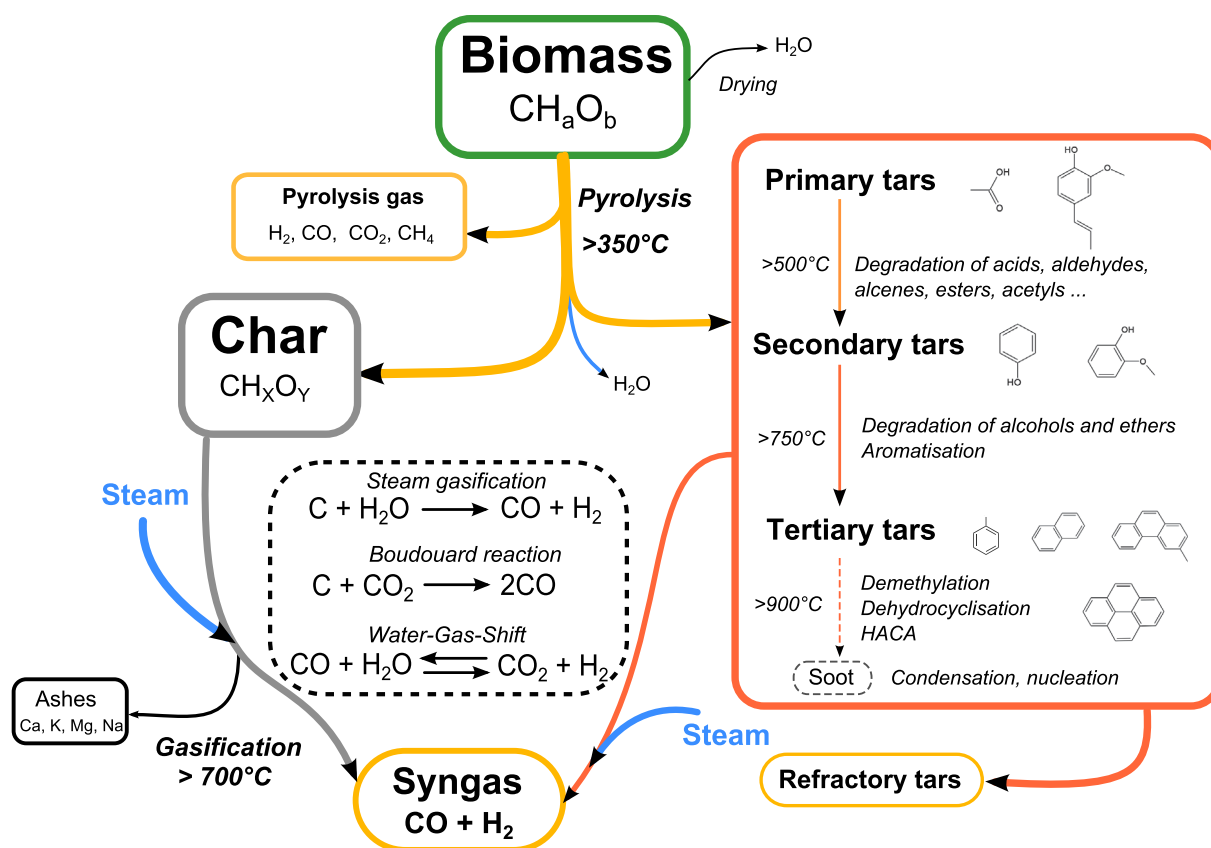 Biomass
CHaOb
H2O
Drying
Pyrolysis gas
H2, CO, CO2, CH4
Pyrolysis
>350°C
Char
CHXOY
H2O
Primary tars
HO
O
OH
O
>500°C
Degradation of acids, aldehydes,
alcenes, esters, acetyls ...
Secondary tars
HO
OH
O
>750°C
Degradation of alcohols and ethers
Aromatisation
Tertiary tars
>900°C
Demethylation
Dehydrocyclisation
HACA
Soot
Condensation, nucleation
Steam
Steam gasification
C + H2O → CO + H2
Boudouard reaction
C + CO2 → 2CO
Water-Gas-Shift
CO + H2O ⇄ CO2 + H2
Ashes
Ca, K, Mg, Na
Gasification
> 700°C
Steam
Syngas
CO + H2
Refractory tars